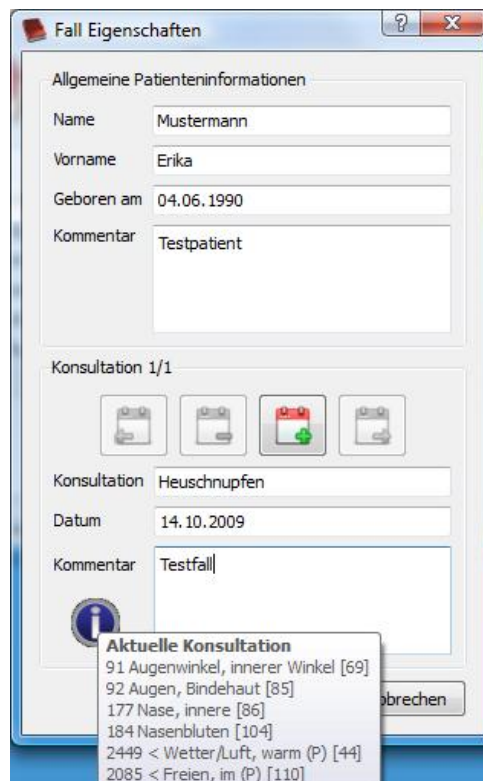 Fall Eigenschaften
Allgemeine Patienteninformationen
Name Mustermann
Vorname Erika
Geboren am 04.06.1990
Kommentar Testpatient
Konsultation 1/1
Konsultation Heuschnupfen
Datum 14.10.2009
Kommentar Testfall
Aktuelle Konsultation
91 Augenwinkel, innerer Winkel [69]
92 Augen, Bindehaut [85]
177 Nase, innere [86]
184 Nasenbluten [104]
2449 < Wetter/Luft, warm (P) [44]
2085 < Freien, im (P) [110]